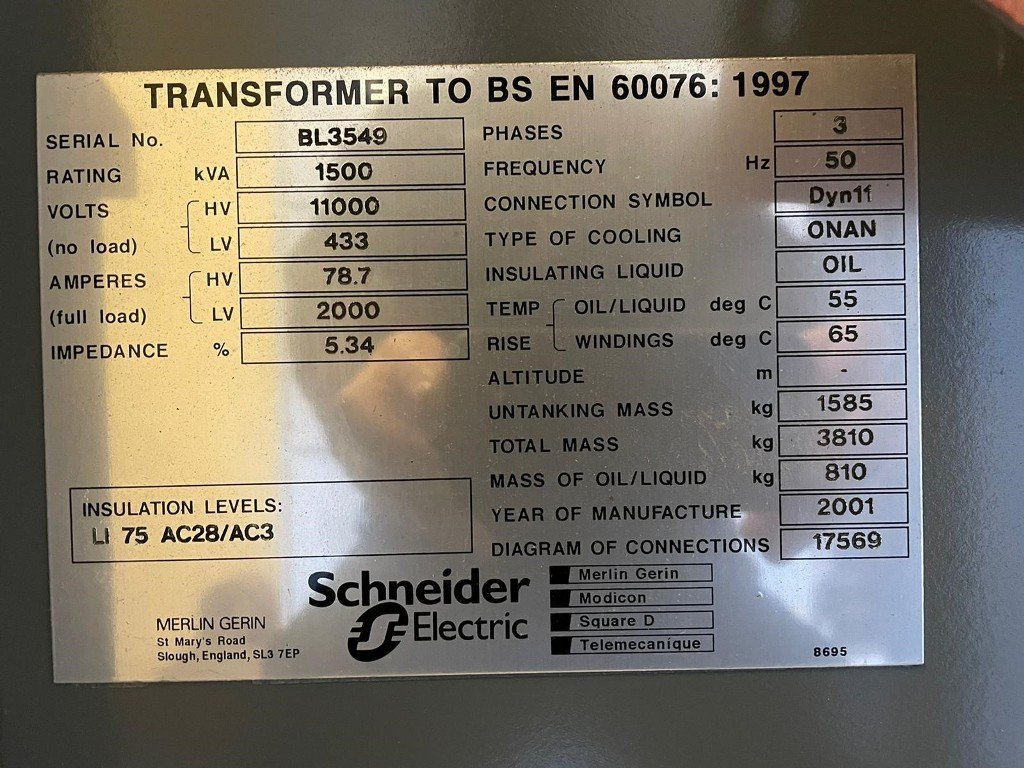 TRANSFORMER TO BS EN 60076: 1997
SERIAL No. BL3549
RATING kVA 1500
VOLTS HV 11000
(no load) LV 433
AMPERES HV 78.7
(full load) LV 2000
IMPEDANCE % 5.34
INSULATION LEVELS:
LI 75 AC28/AC3
PHASES 3
FREQUENCY Hz 50
CONNECTION SYMBOL Dyn11
TYPE OF COOLING ONAN
INSULATING LIQUID OIL
TEMP OIL/LIQUID deg C 55
RISE WINDINGS deg C 65
ALTITUDE m -
UNTANKING MASS kg 1585
TOTAL MASS kg 3810
MASS OF OIL/LIQUID kg 810
YEAR OF MANUFACTURE 2001
DIAGRAM OF CONNECTIONS 17569
MERLIN GERIN
St Mary's Road
Slough, England, SL3 7EP
Schneider
Electric
Merlin Gerin
Modicon
Square D
Telemecanique
8695